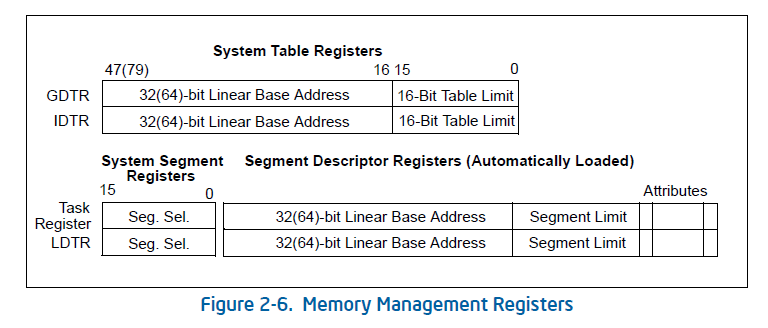 System Table Registers
47(79) 16 15 0
GDTR 32(64)-bit Linear Base Address 16-Bit Table Limit
IDTR 32(64)-bit Linear Base Address 16-Bit Table Limit
System Segment Registers Segment Descriptor Registers (Automatically Loaded)
15 0 Attributes
Task Register Seg. Sel. 32(64)-bit Linear Base Address Segment Limit
LDTR Seg. Sel. 32(64)-bit Linear Base Address Segment Limit
Figure 2-6. Memory Management Registers